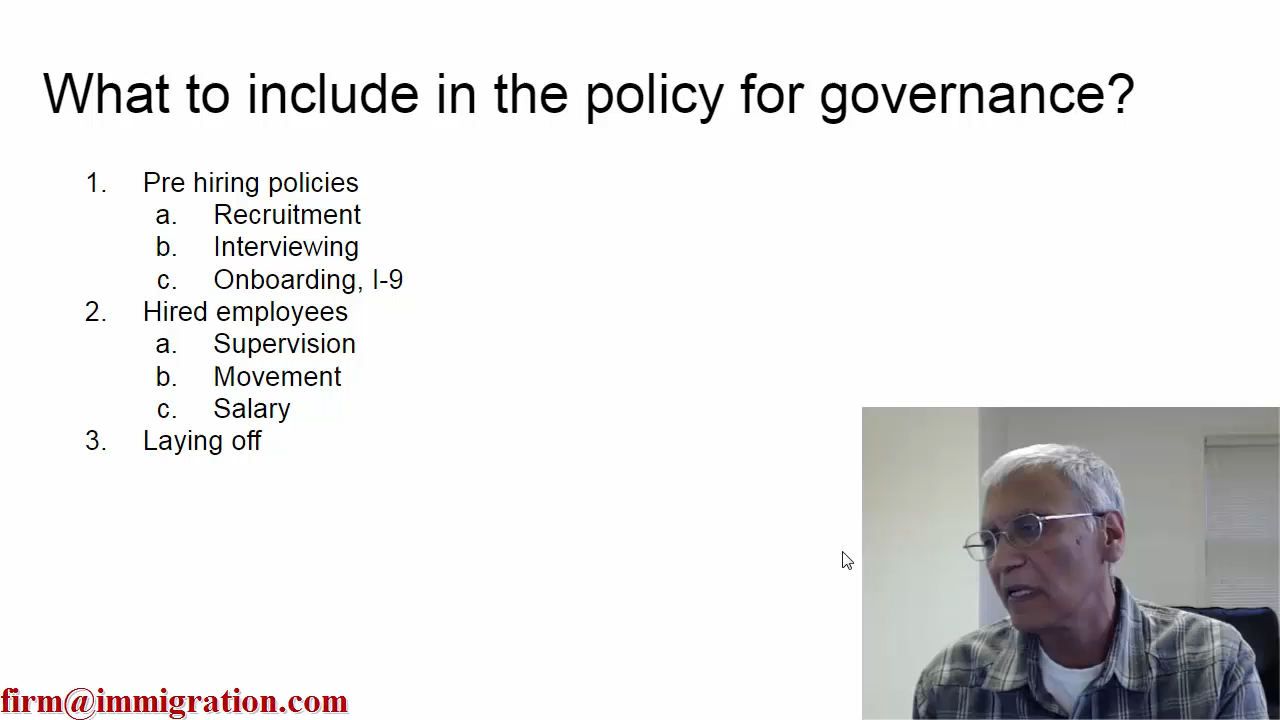 What to include in the policy for governance?
1. Pre hiring policies
a. Recruitment
b. Interviewing
c. Onboarding, I-9
2. Hired employees
a. Supervision
b. Movement
c. Salary
3. Laying off
firm@immigration.com